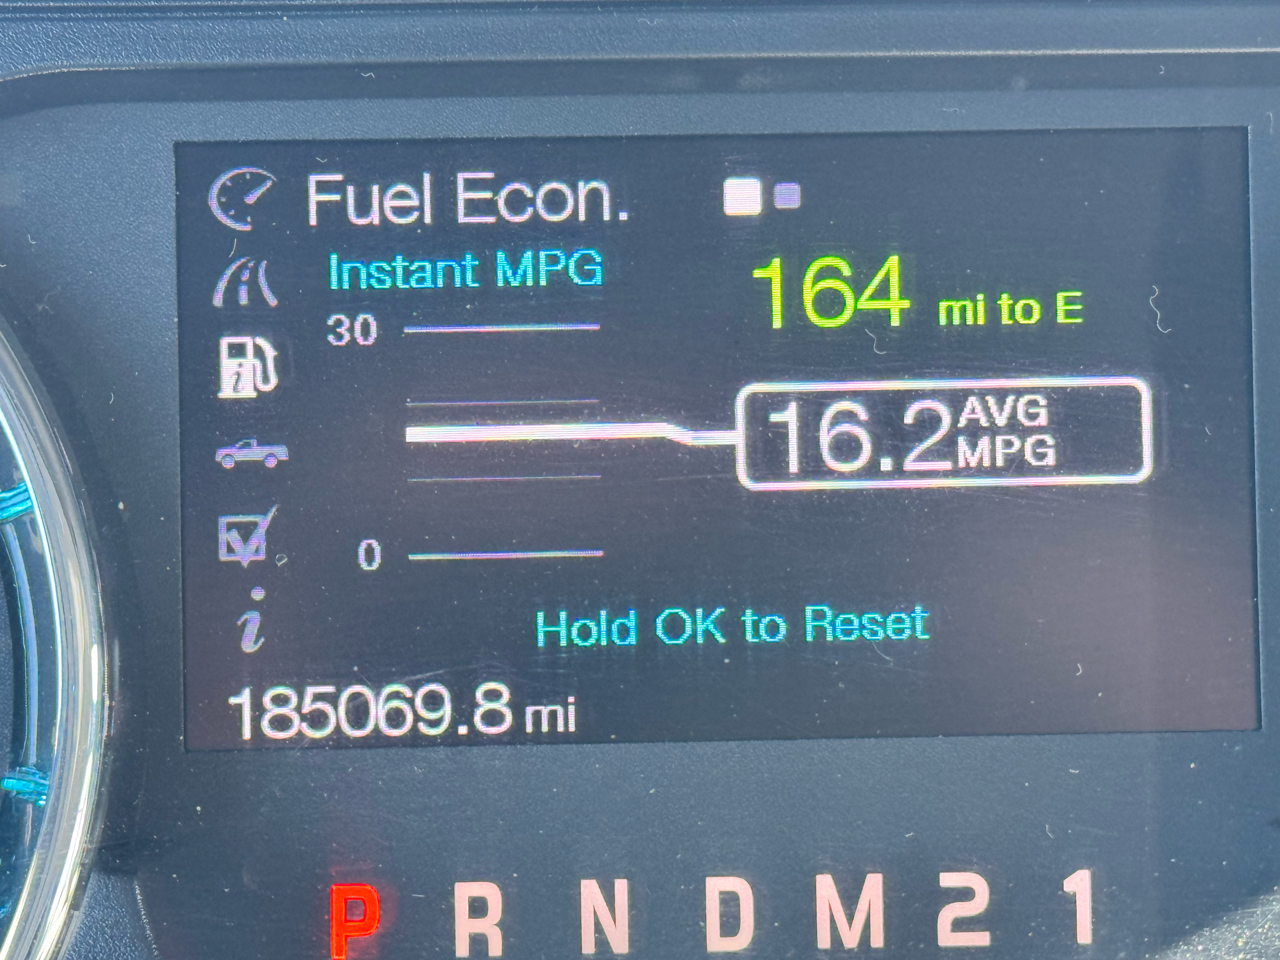 Fuel Econ.
Instant MPG
164 mi to E
30
16.2 AVG MPG
0
Hold OK to Reset
185069.8 mi
P R N D M 2 1